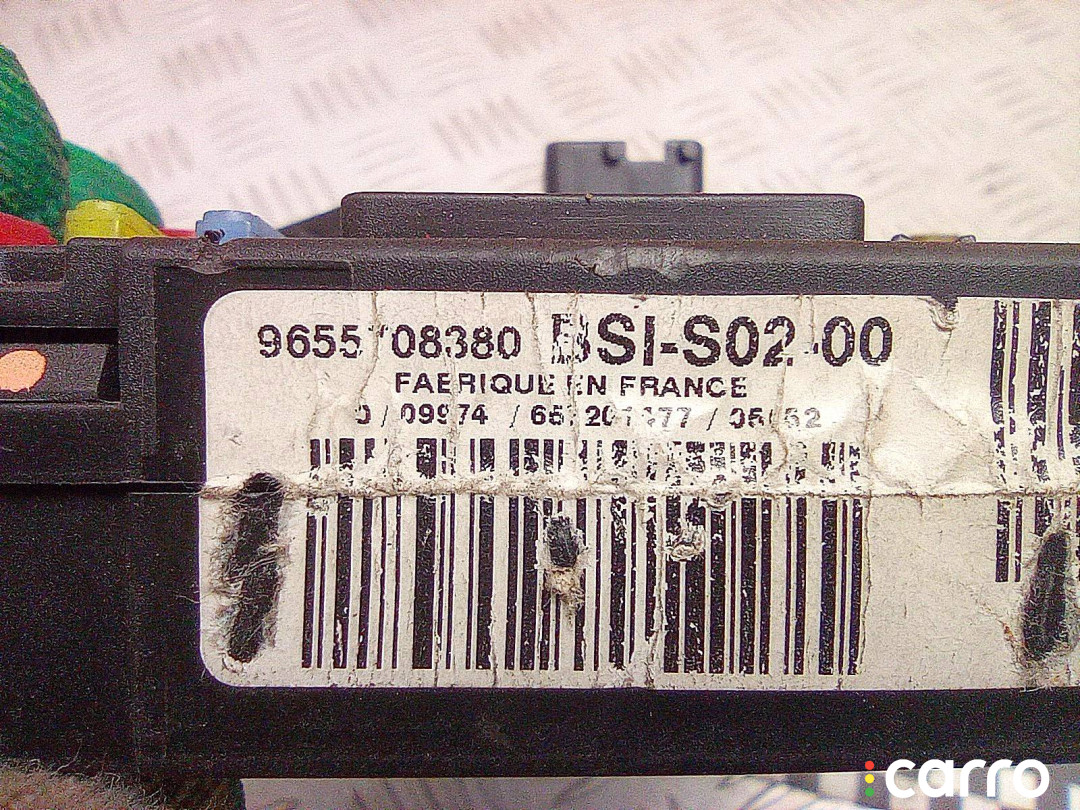 9655708380 BSI-S02-00
FABRIQUE EN FRANCE
carro